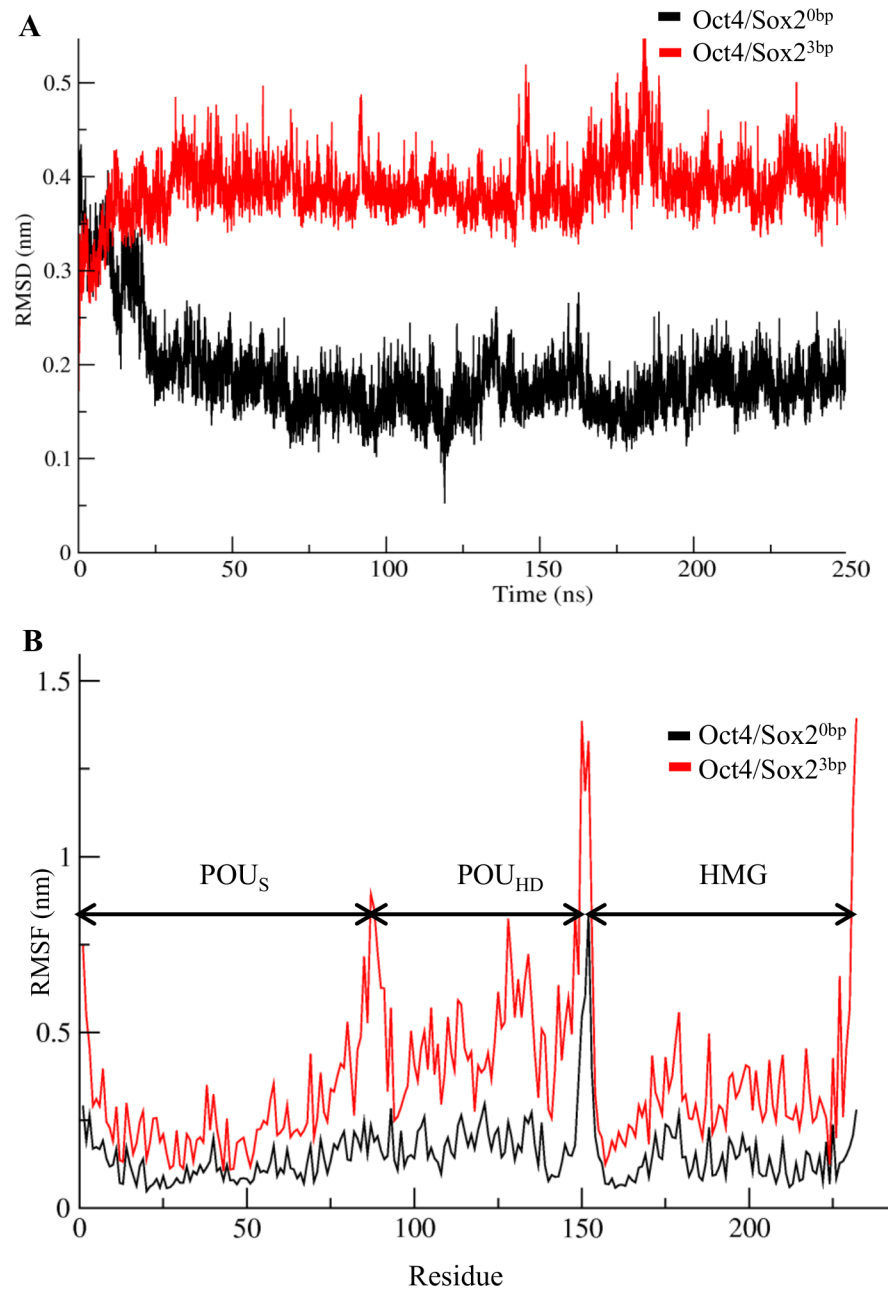 A
Oct4/Sox2^0bp
Oct4/Sox2^3bp
0.5
0.4
0.3
0.2
0.1
0
RMSD (nm)
0 50 100 150 200 250
Time (ns)
B
1.5
1
0.5
0
RMSF (nm)
Oct4/Sox2^0bp
Oct4/Sox2^3bp
POU_S POU_HD HMG
0 50 100 150 200
Residue